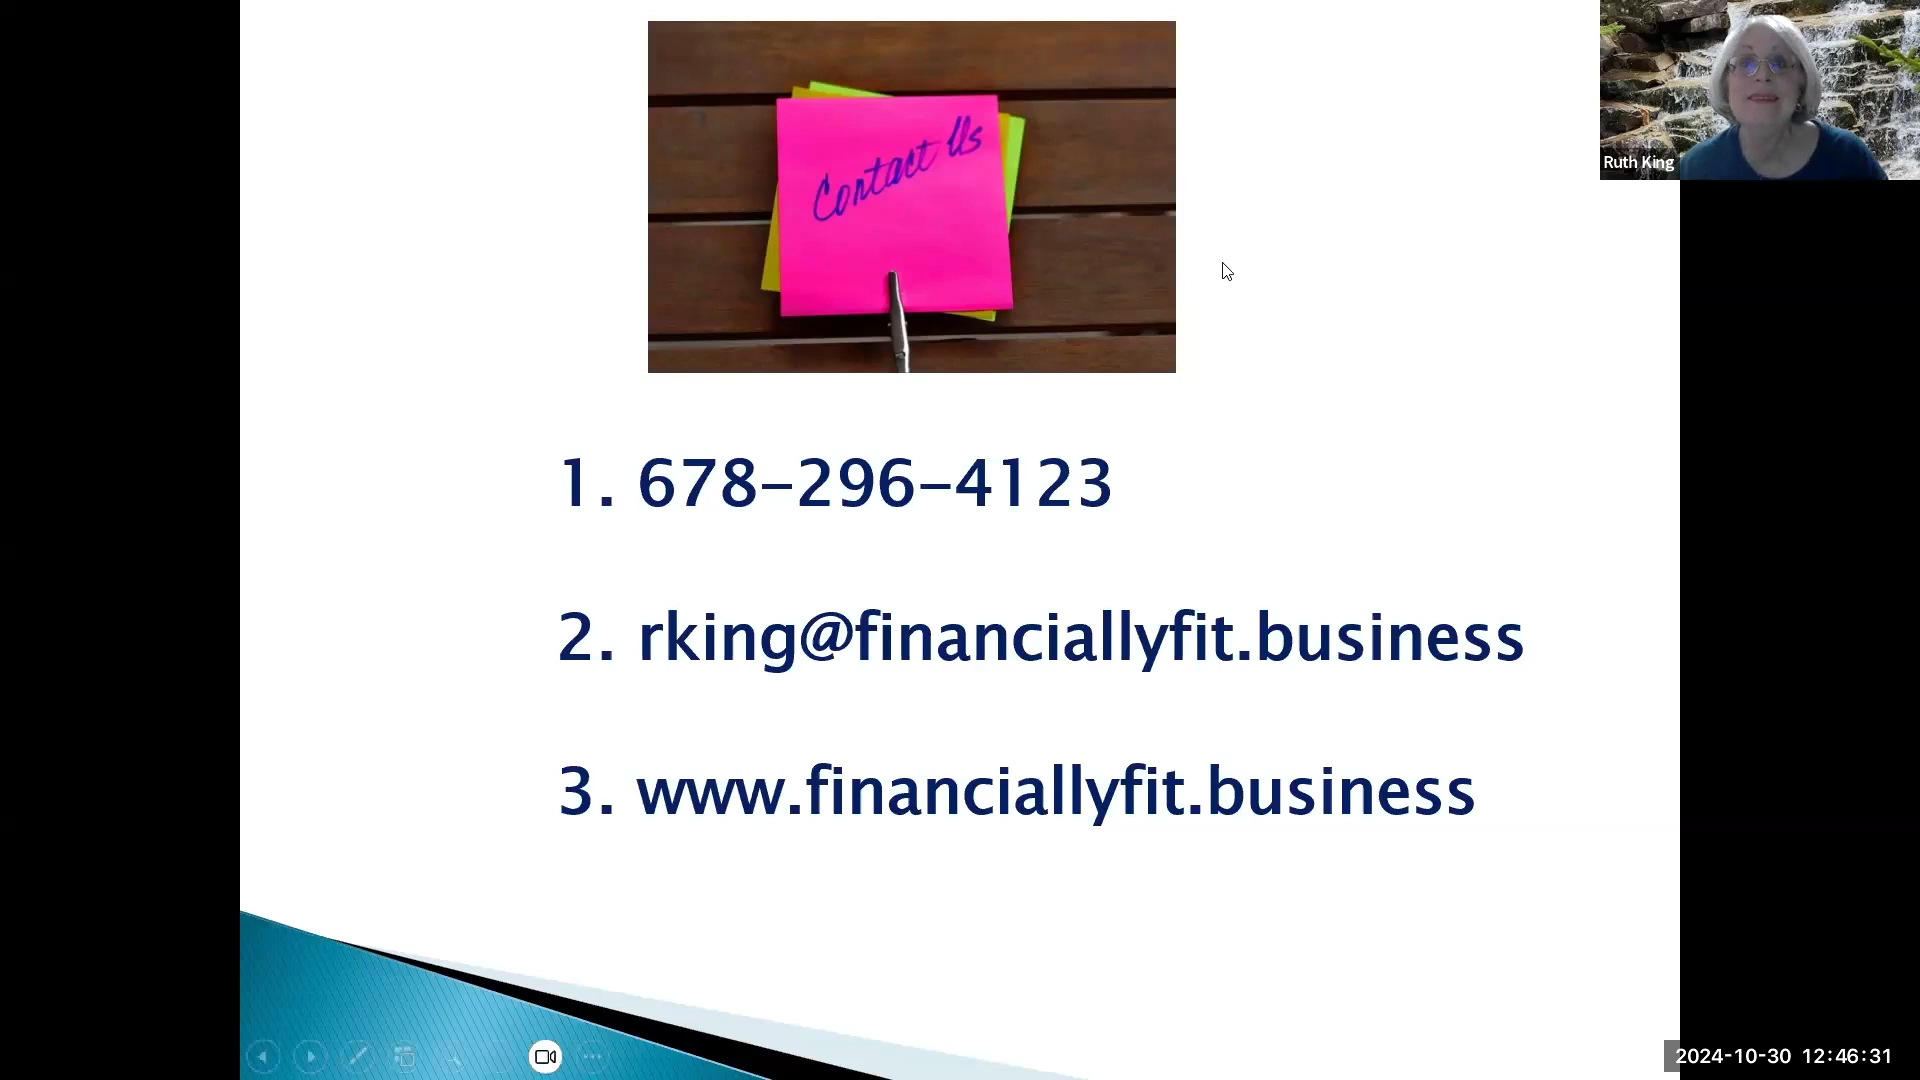 Contact Us
Ruth King
1. 678-296-4123
2. rking@financiallyfit.business
3. www.financiallyfit.business
2024-10-30 12:46:31